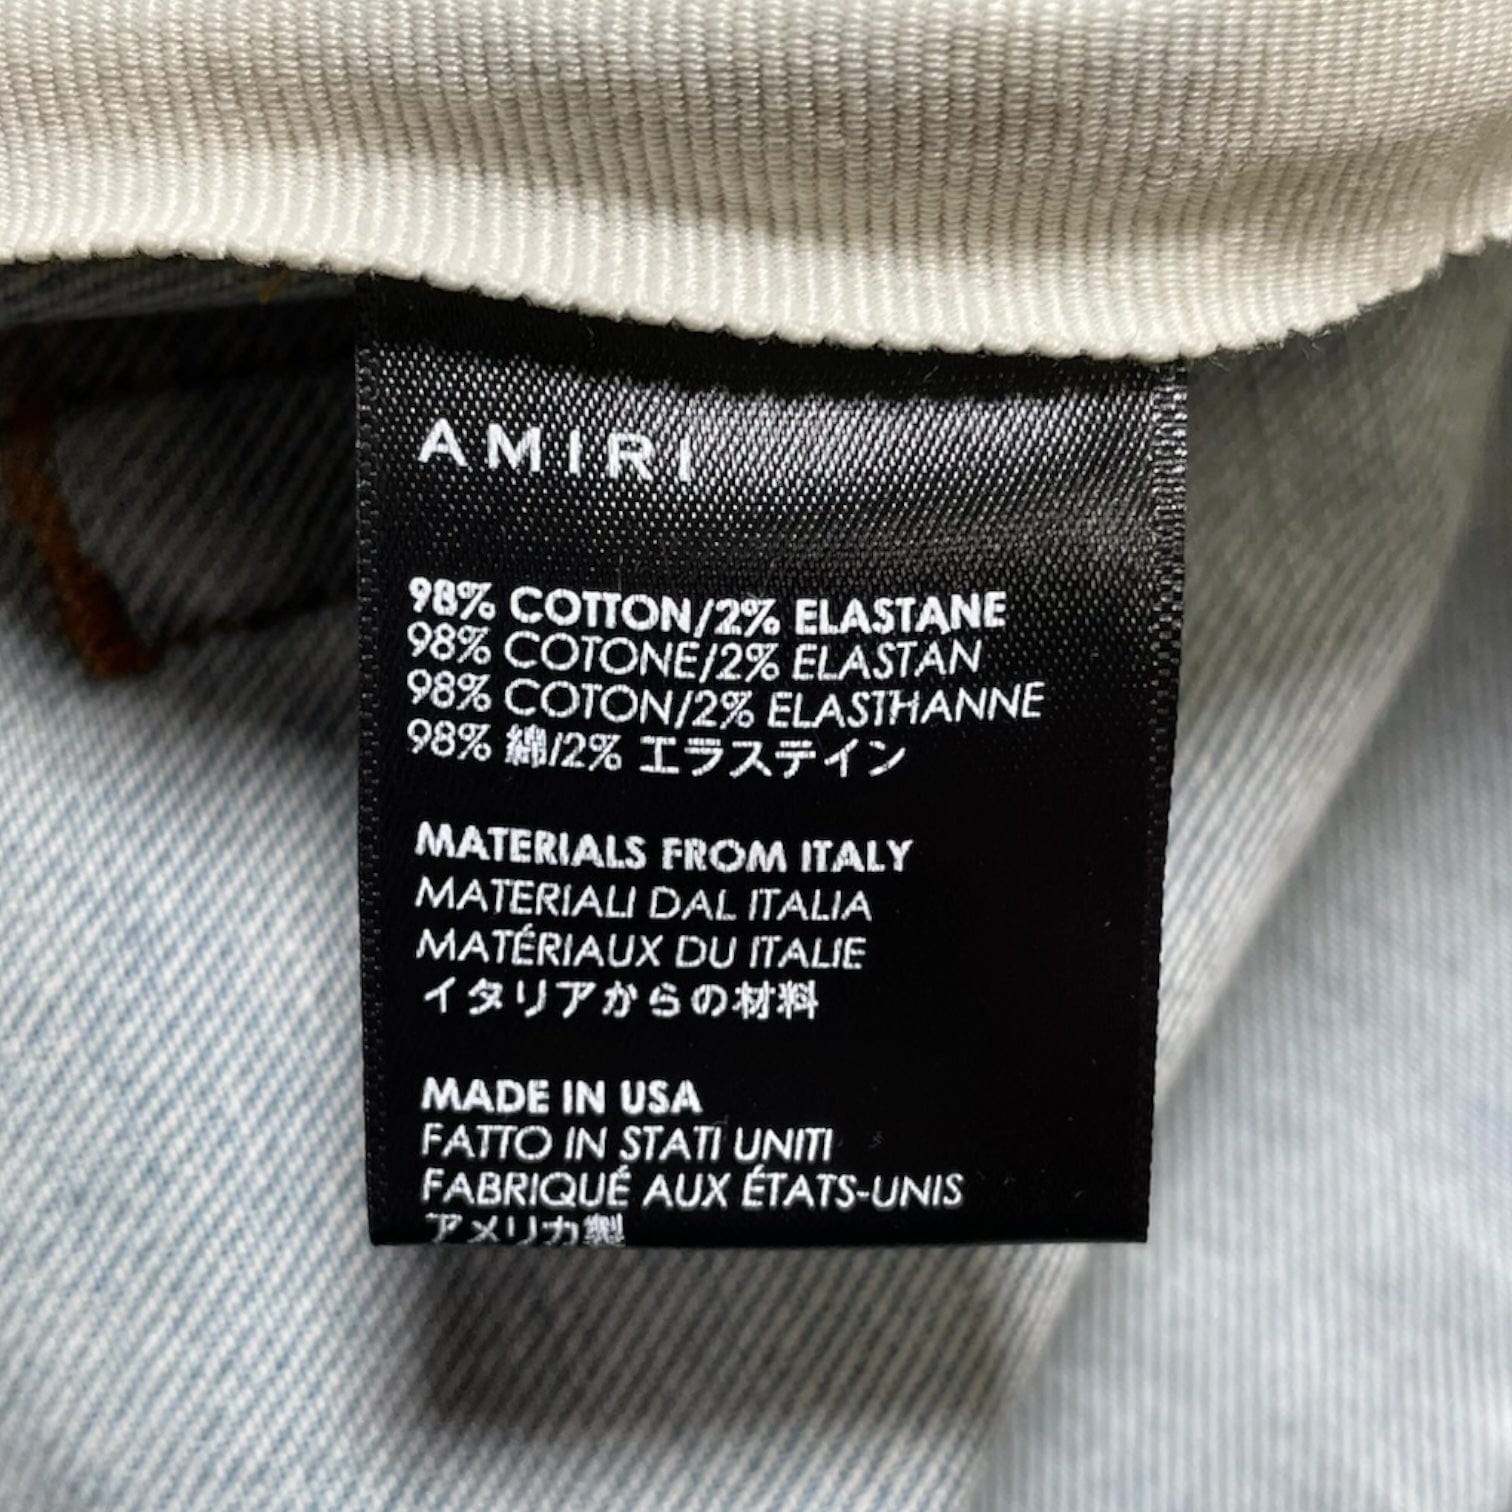 AMIRI
98% COTTON/2% ELASTANE
98% COTONE/2% ELASTAN
98% COTON/2% ELASTHANNE
98% 綿/2% エラステイン
MATERIALS FROM ITALY
MATERIALI DAL ITALIA
MATÉRIAUX DU ITALIE
イタリアからの材料
MADE IN USA
FATTO IN STATI UNITI
FABRIQUÉ AUX ÉTATS-UNIS
アメリカ製